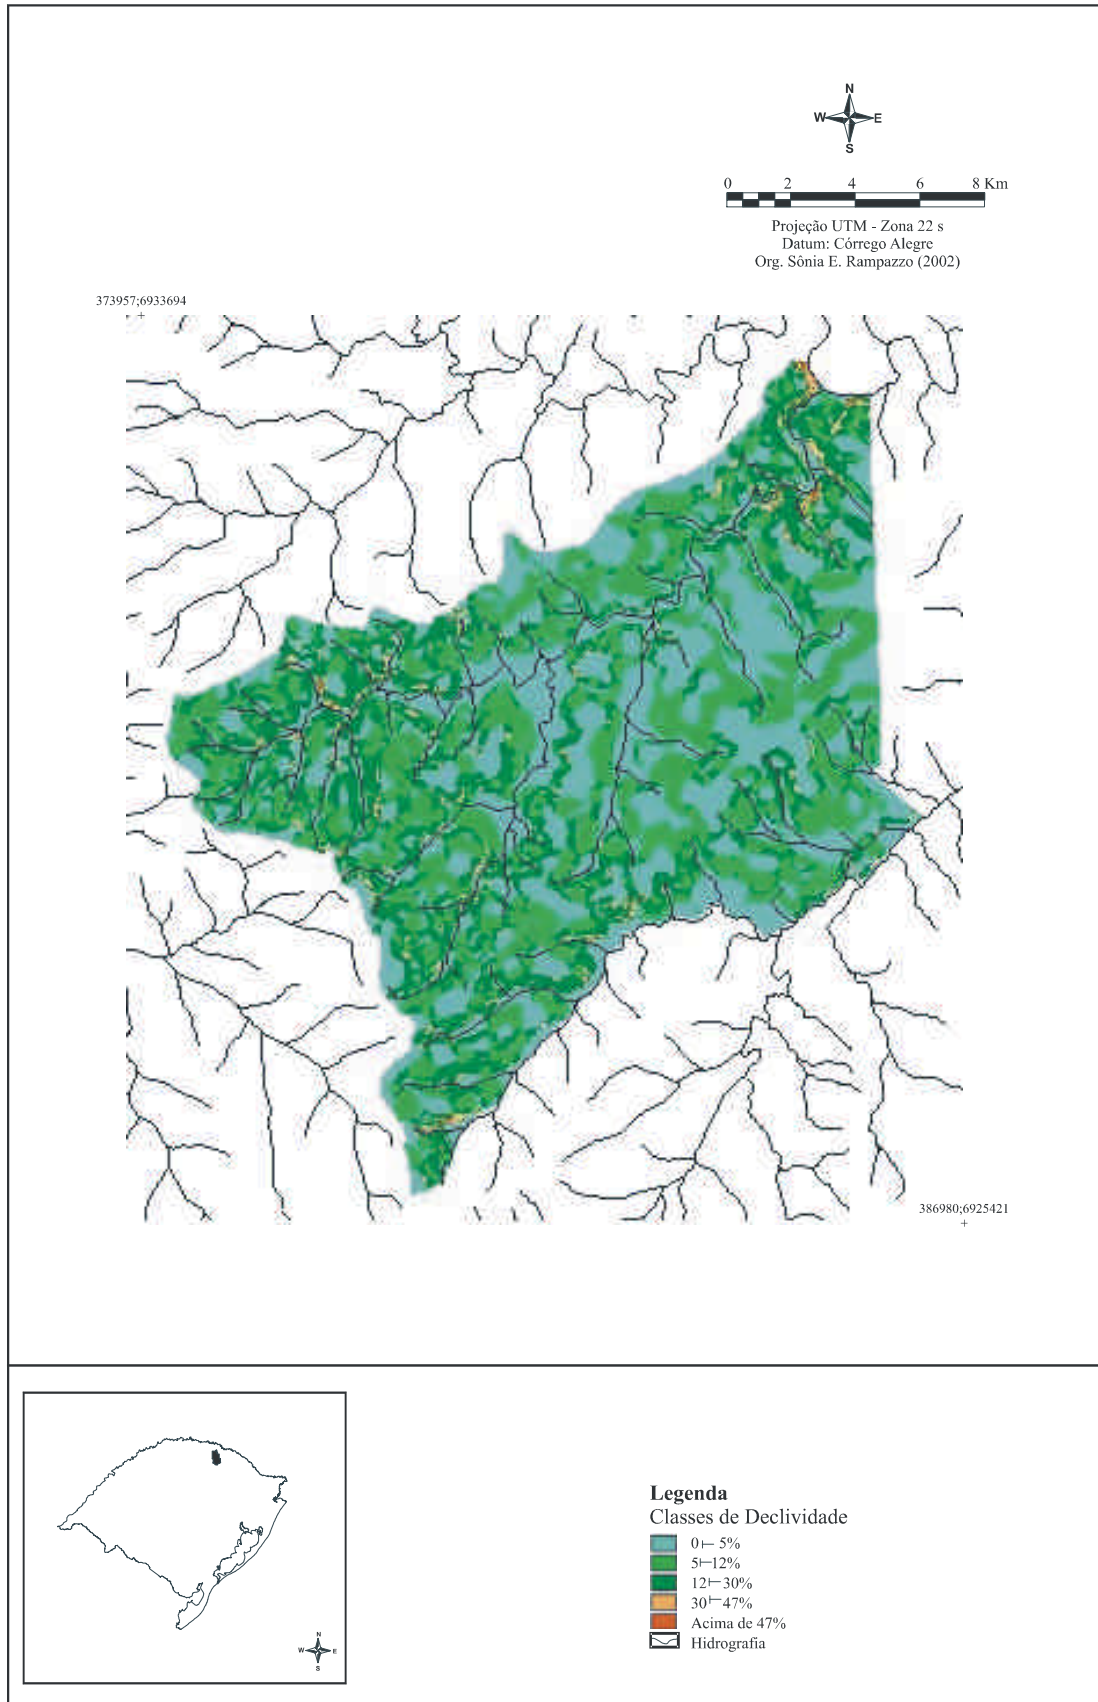 N
W E
S
0 2 4 6 8 Km
Projeção UTM - Zona 22 s
Datum: Córrego Alegre
Org. Sônia E. Rampazzo (2002)
373957;6933694
+
386980;6925421
+
Legenda
Classes de Declividade
0⊢ 5%
5⊢12%
12⊢30%
30⊢47%
Acima de 47%
Hidrografia
N
W E
S